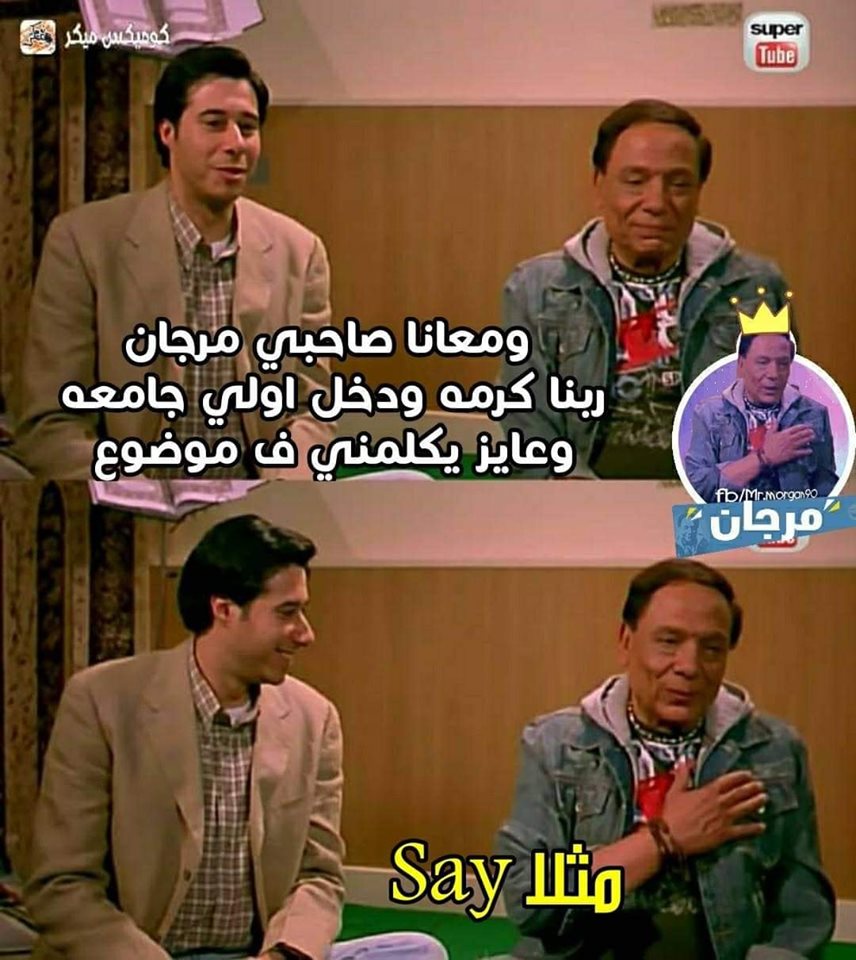 كوميكس ميكر
super
Tube
ومعانا صاحبي مرجان
ربنا كرمه ودخل اولي جامعه
وعايز يكلمني ف موضوع
fb/Mr.morgan90
"مرجان"
Say مثلا